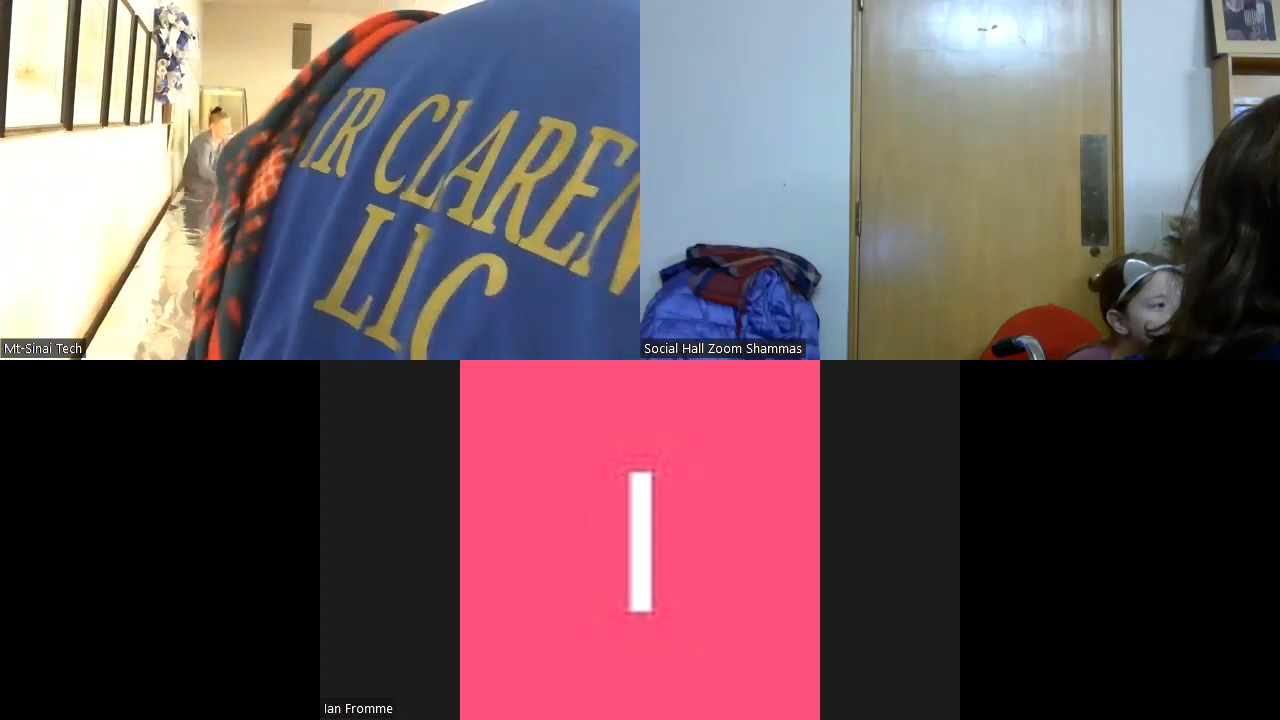 IR CLAREN
LIC
Mt-Sinai Tech
Social Hall Zoom Shammas
I
Ian Fromme